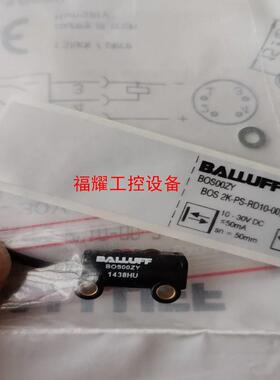 BALLUFF
BOS00ZY
BOS 2K-PS-RD10-00
10 - 30V DC
≤50mA
sn = 50mm
福耀工控设备
BALLUFF
BOS00ZY
1438HU